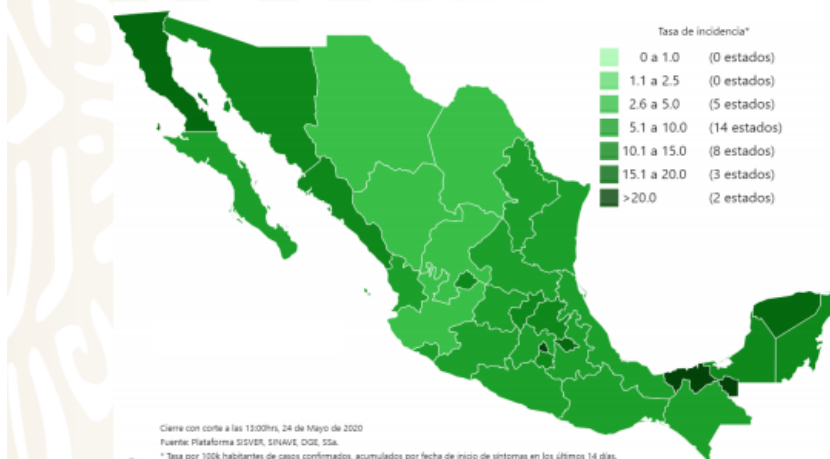 Tasa de incidencia*
0 a 1.0 (0 estados)
1.1 a 2.5 (0 estados)
2.6 a 5.0 (5 estados)
5.1 a 10.0 (14 estados)
10.1 a 15.0 (8 estados)
15.1 a 20.0 (3 estados)
>20.0 (2 estados)
Cierre con corte a las 13:00hrs, 24 de Mayo de 2020
Fuente: Plataforma SISVER, SINAVE, DGE, SSa.
* Tasa por 100k habitantes de casos confirmados, acumulados por fecha de inicio de síntomas en los últimos 14 días.